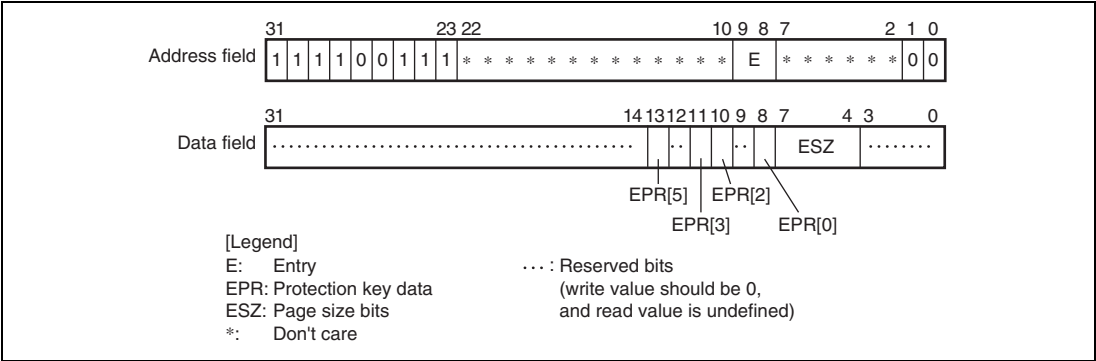 31 23 22 10 9 8 7 2 1 0
Address field 1 1 1 1 0 0 1 1 1 * * * * * * * * * * * * * E * * * * * * 0 0
31 14 13 12 11 10 9 8 7 4 3 0
Data field ESZ
EPR[5] EPR[2]
EPR[3] EPR[0]
[Legend]
E: Entry ··· : Reserved bits
EPR: Protection key data (write value should be 0,
ESZ: Page size bits and read value is undefined)
*: Don't care